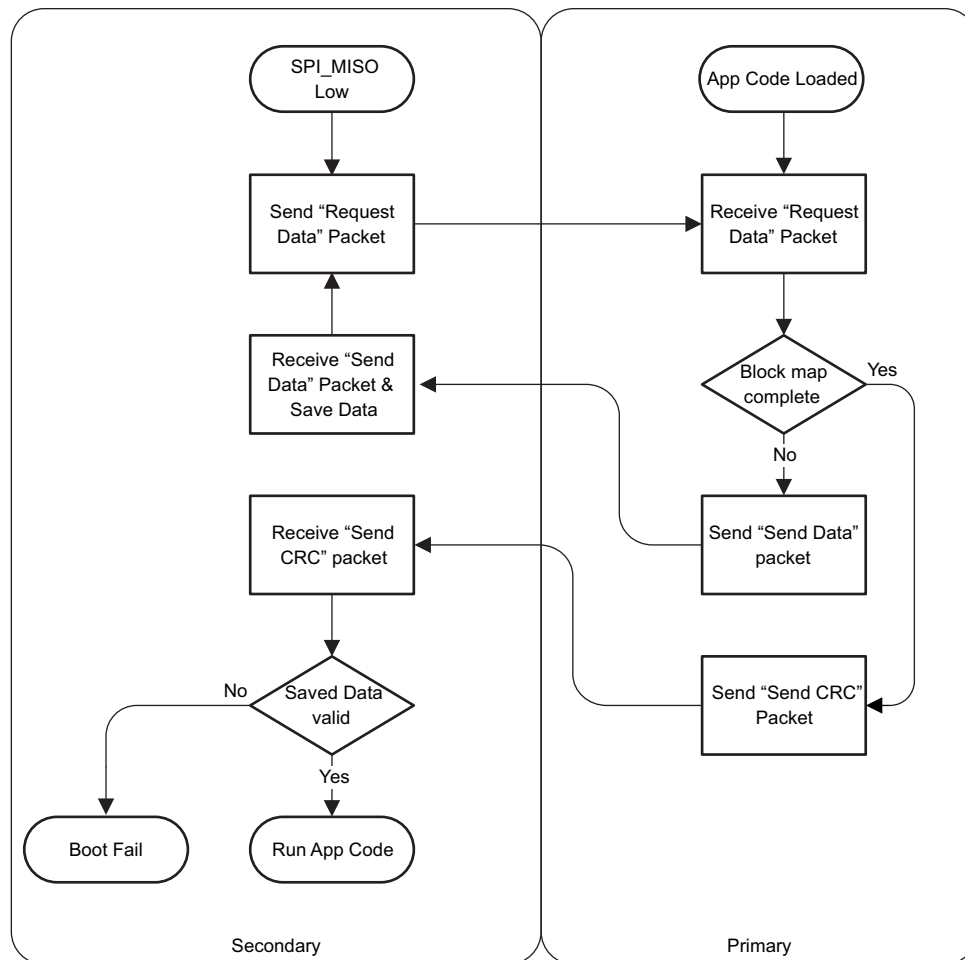 SPI_MISO
Low
App Code Loaded
Send “Request
Data” Packet
Receive “Request
Data” Packet
Receive “Send
Data” Packet &
Save Data
Block map
complete
Yes
No
Receive “Send
CRC” packet
Send “Send Data”
packet
Saved Data
valid
No
Yes
Send “Send CRC”
Packet
Boot Fail
Run App Code
Secondary
Primary